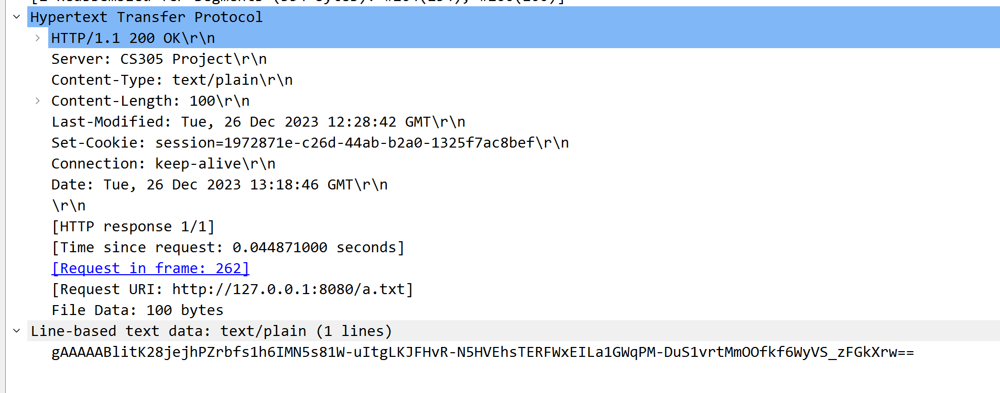 Hypertext Transfer Protocol
HTTP/1.1 200 OK\r\n
Server: CS305 Project\r\n
Content-Type: text/plain\r\n
Content-Length: 100\r\n
Last-Modified: Tue, 26 Dec 2023 12:28:42 GMT\r\n
Set-Cookie: session=1972871e-c26d-44ab-b2a0-1325f7ac8bef\r\n
Connection: keep-alive\r\n
Date: Tue, 26 Dec 2023 13:18:46 GMT\r\n
\r\n
[HTTP response 1/1]
[Time since request: 0.044871000 seconds]
[Request in frame: 262]
[Request URI: http://127.0.0.1:8080/a.txt]
File Data: 100 bytes
Line-based text data: text/plain (1 lines)
gAAAAABlitK28jejhPZrbfs1h6IMN5s81W-uItgLKJFHvR-N5HVEhsTERFWxEILa1GWqPM-DuS1vrtMmOOfkf6WyVS_zFGkXrw==